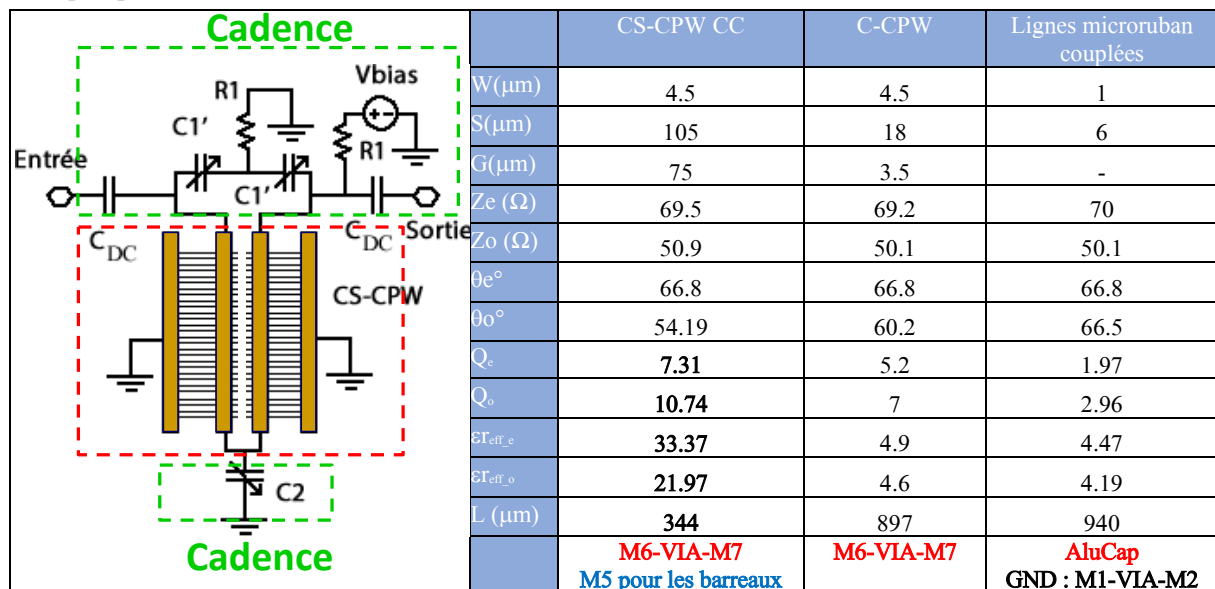 Cadence
Vbias
R1
C1'
R1
Entrée
C1'
C_DC
C_DC Sortie
CS-CPW
C2
Cadence
CS-CPW CC C-CPW Lignes microruban couplées
W(μm) 4.5 4.5 1
S(μm) 105 18 6
G(μm) 75 3.5 -
Ze (Ω) 69.5 69.2 70
Zo (Ω) 50.9 50.1 50.1
θe° 66.8 66.8 66.8
θo° 54.19 60.2 66.5
Qe 7.31 5.2 1.97
Qo 10.74 7 2.96
εreff_e 33.37 4.9 4.47
εreff_o 21.97 4.6 4.19
L (μm) 344 897 940
M6-VIA-M7 M6-VIA-M7 AluCap
M5 pour les barreaux GND : M1-VIA-M2